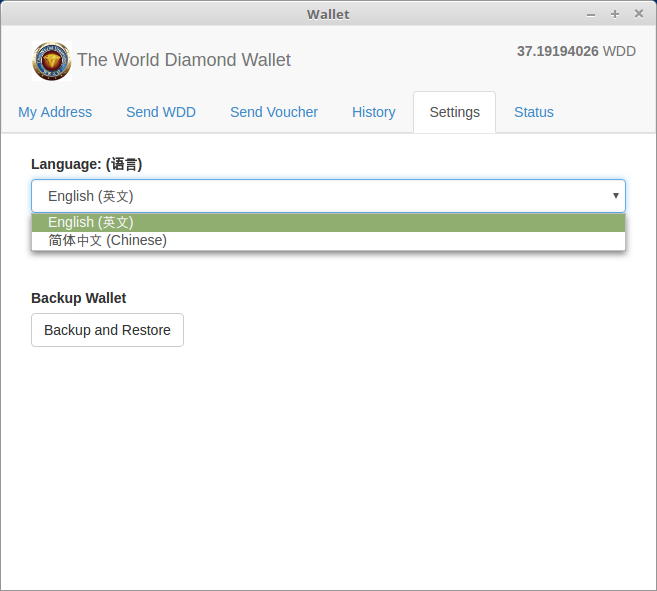 Wallet
The World Diamond Wallet
37.19194026 WDD
My Address Send WDD Send Voucher History Settings Status
Language: (语言)
English (英文)
English (英文)
简体中文 (Chinese)
Backup Wallet
Backup and Restore